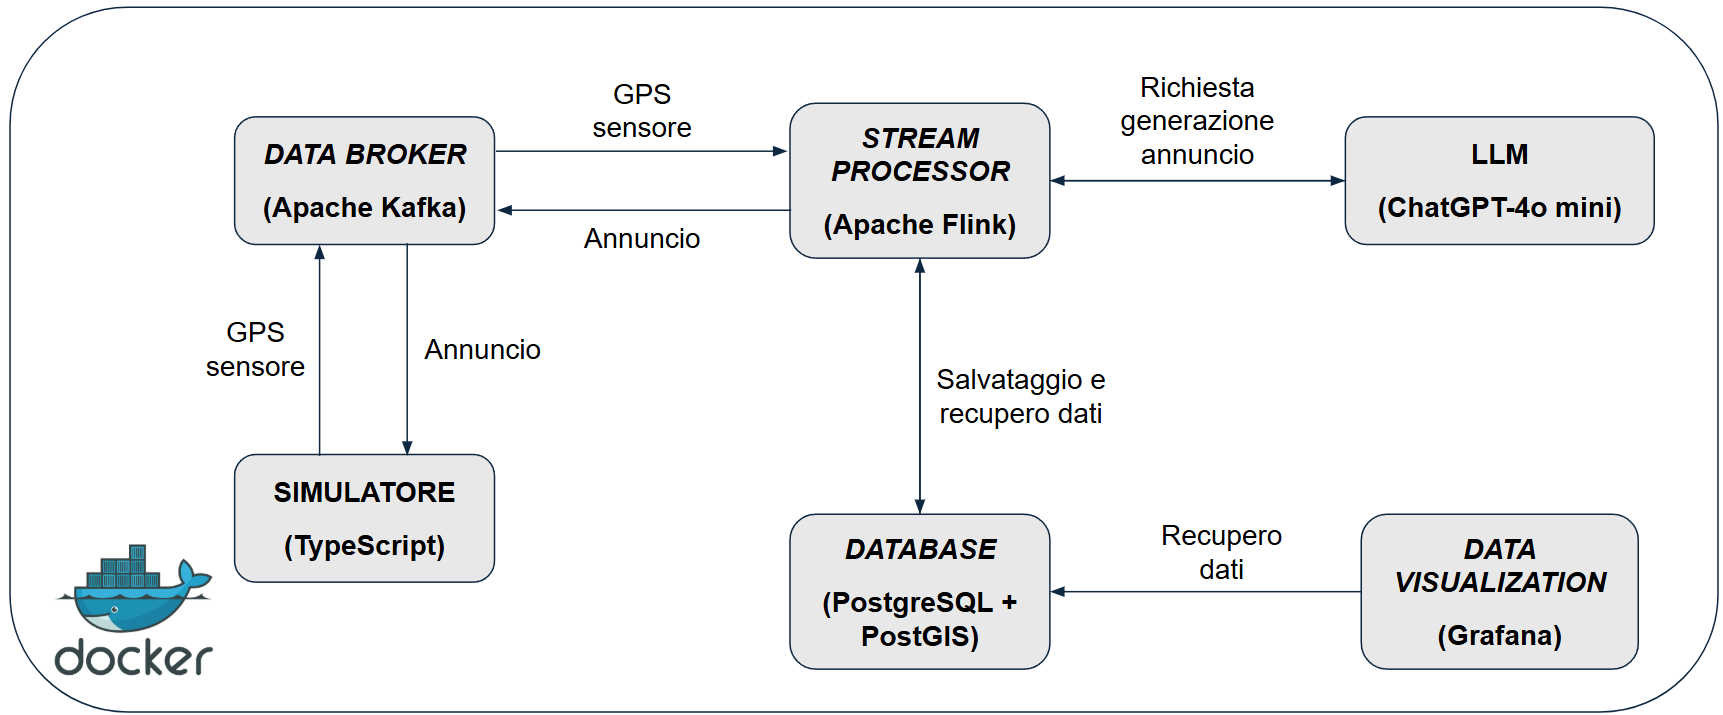 DATA BROKER
(Apache Kafka)
GPS
sensore
STREAM
PROCESSOR
(Apache Flink)
Richiesta
generazione
annuncio
LLM
(ChatGPT-4o mini)
Annuncio
GPS
sensore
Annuncio
Salvataggio e
recupero dati
SIMULATORE
(TypeScript)
DATABASE
(PostgreSQL +
PostGIS)
Recupero
dati
DATA
VISUALIZATION
(Grafana)
docker